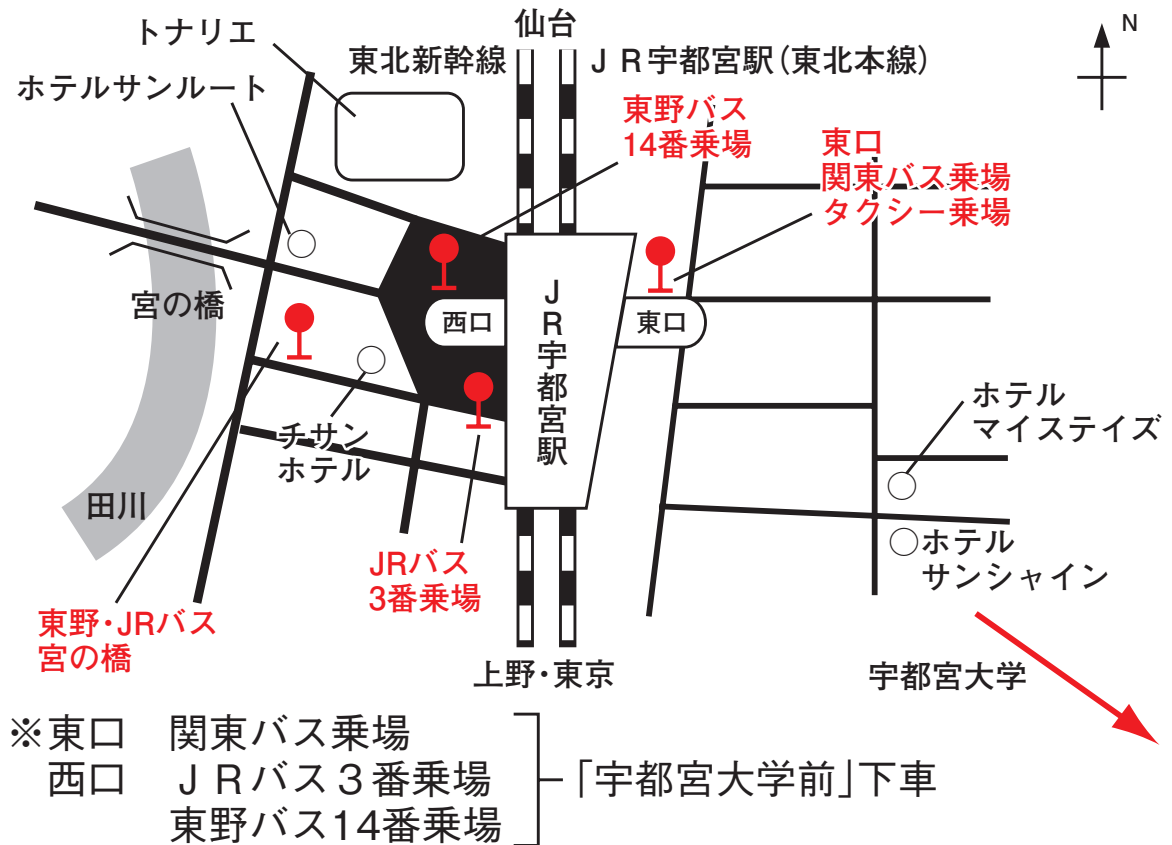 仙台
N
トナリエ
東北新幹線
JR宇都宮駅(東北本線)
ホテルサンルート
東野バス
14番乗場
東口
関東バス乗場
タクシー乗場
宮の橋
西口
JR宇都宮駅
東口
チサン
ホテル
ホテル
マイステイズ
田川
ホテル
サンシャイン
JRバス
3番乗場
東野・JRバス
宮の橋
上野・東京
宇都宮大学
※東口 関東バス乗場
西口 JRバス3番乗場
東野バス14番乗場
「宇都宮大学前」下車